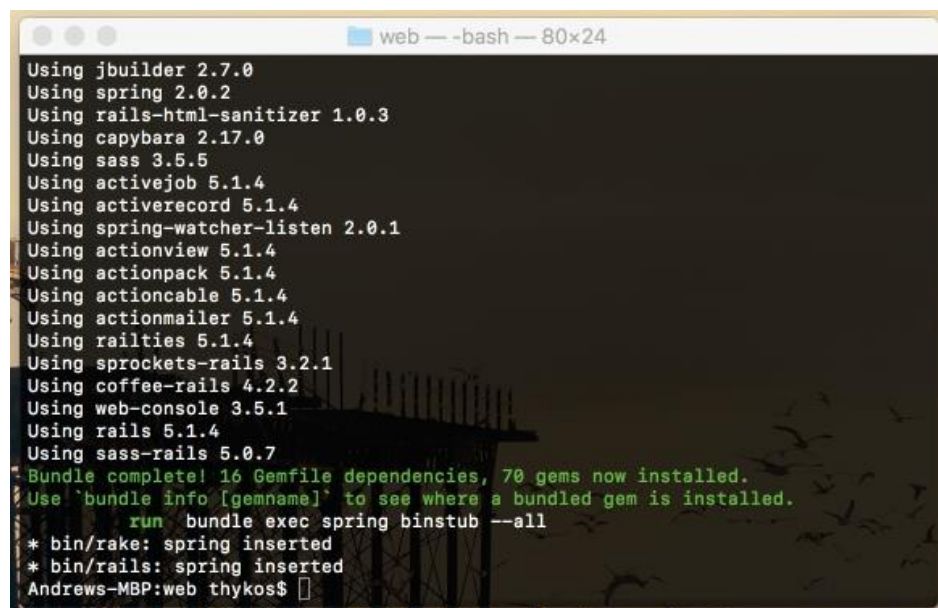 web — -bash — 80×24
Using jbuilder 2.7.0
Using spring 2.0.2
Using rails-html-sanitizer 1.0.3
Using capybara 2.17.0
Using sass 3.5.5
Using activejob 5.1.4
Using activerecord 5.1.4
Using spring-watcher-listen 2.0.1
Using actionview 5.1.4
Using actionpack 5.1.4
Using actioncable 5.1.4
Using actionmailer 5.1.4
Using railties 5.1.4
Using sprockets-rails 3.2.1
Using coffee-rails 4.2.2
Using web-console 3.5.1
Using rails 5.1.4
Using sass-rails 5.0.7
Bundle complete! 16 Gemfile dependencies, 70 gems now installed.
Use `bundle info [gemname]` to see where a bundled gem is installed.
run  bundle exec spring binstub --all
* bin/rake: spring inserted
* bin/rails: spring inserted
Andrews-MBP:web thykos$